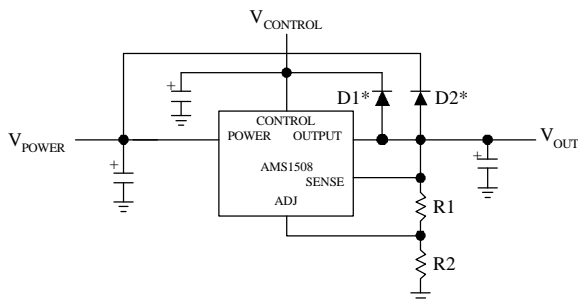 V CONTROL
D1* D2*
CONTROL
V POWER POWER OUTPUT V OUT
+ + +
AMS1508
SENSE
ADJ
R1
R2